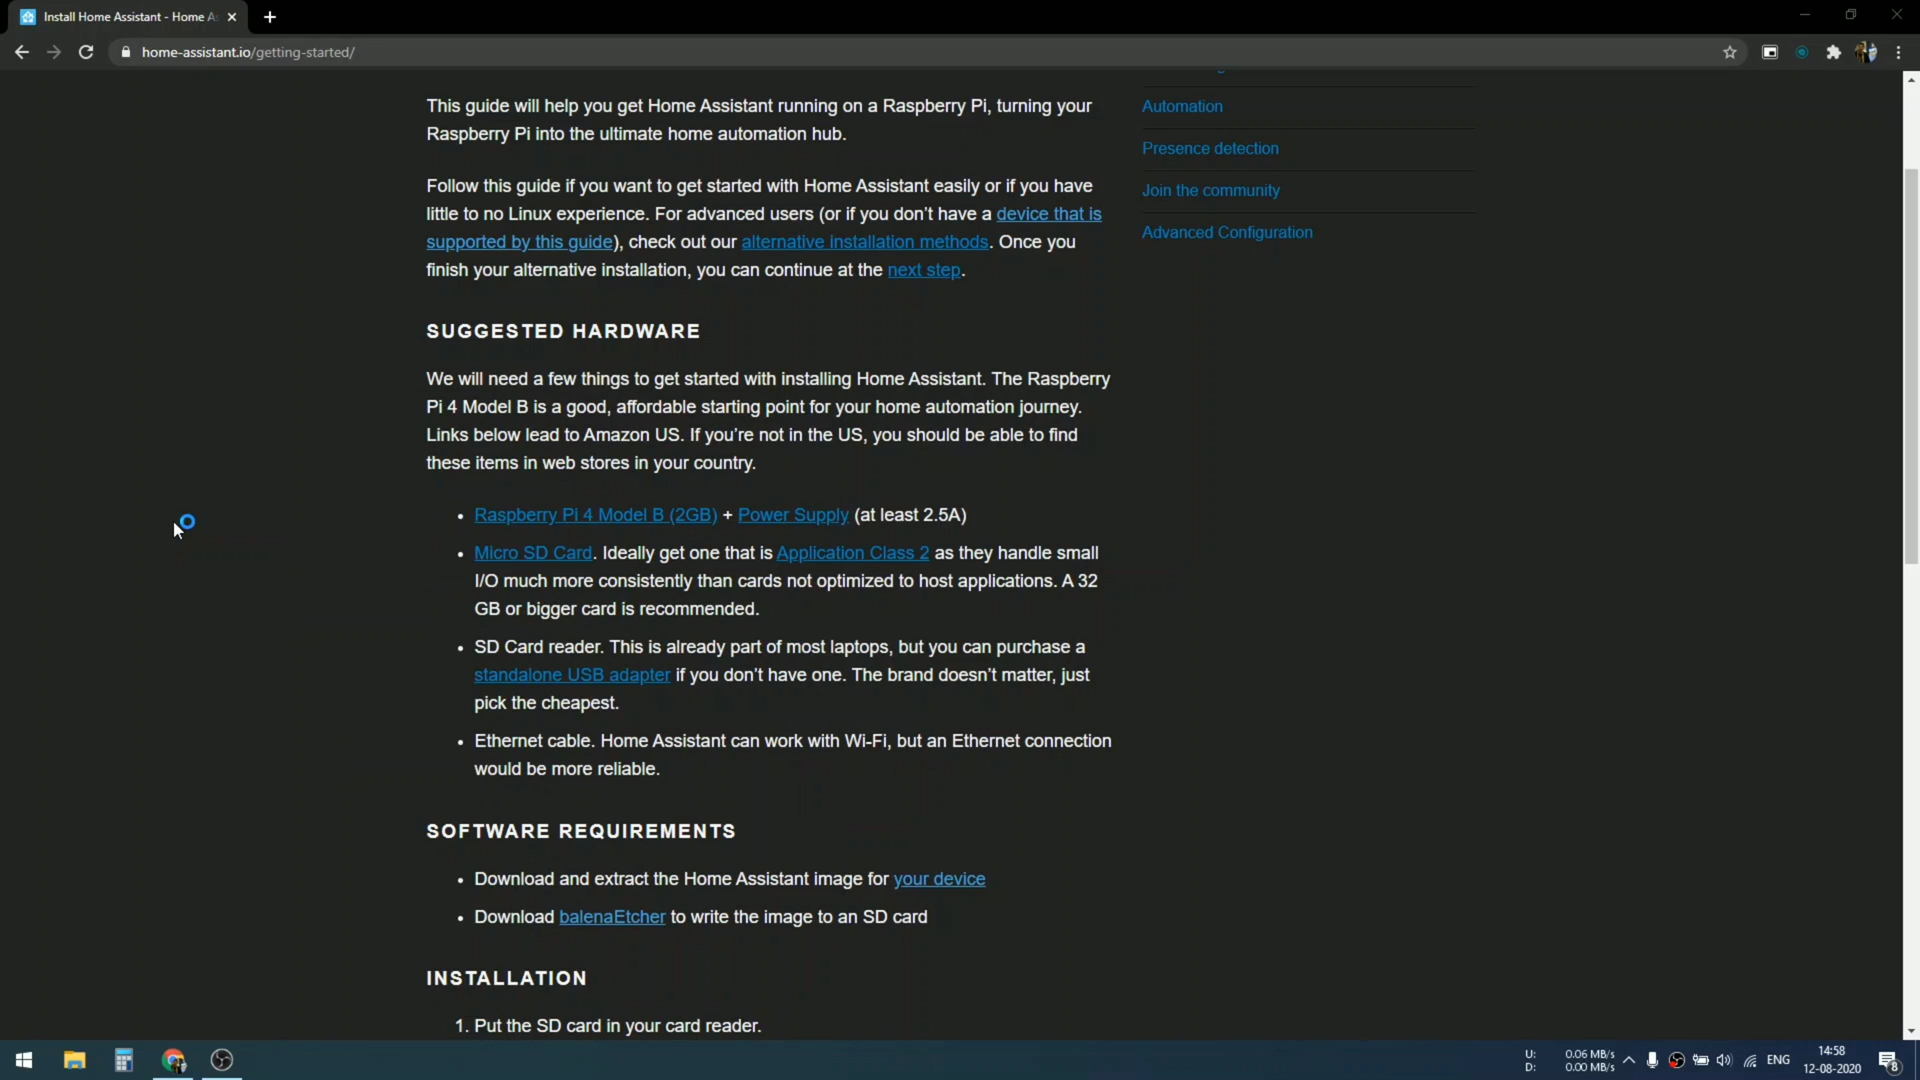 Install Home Assistant - Home A
home-assistant.io/getting-started/
This guide will help you get Home Assistant running on a Raspberry Pi, turning your
Raspberry Pi into the ultimate home automation hub.
Follow this guide if you want to get started with Home Assistant easily or if you have
little to no Linux experience. For advanced users (or if you don't have a device that is
supported by this guide), check out our alternative installation methods. Once you
finish your alternative installation, you can continue at the next step.
SUGGESTED HARDWARE
We will need a few things to get started with installing Home Assistant. The Raspberry
Pi 4 Model B is a good, affordable starting point for your home automation journey.
Links below lead to Amazon US. If you're not in the US, you should be able to find
these items in web stores in your country.
• Raspberry Pi 4 Model B (2GB) + Power Supply (at least 2.5A)
• Micro SD Card. Ideally get one that is Application Class 2 as they handle small
I/O much more consistently than cards not optimized to host applications. A 32
GB or bigger card is recommended.
• SD Card reader. This is already part of most laptops, but you can purchase a
standalone USB adapter if you don't have one. The brand doesn't matter, just
pick the cheapest.
• Ethernet cable. Home Assistant can work with Wi-Fi, but an Ethernet connection
would be more reliable.
SOFTWARE REQUIREMENTS
• Download and extract the Home Assistant image for your device
• Download balenaEtcher to write the image to an SD card
INSTALLATION
1. Put the SD card in your card reader.
Automation
Presence detection
Join the community
Advanced Configuration
U: 0.06 MB/s
D: 0.00 MB/s
ENG
14:58
12-08-2020
8